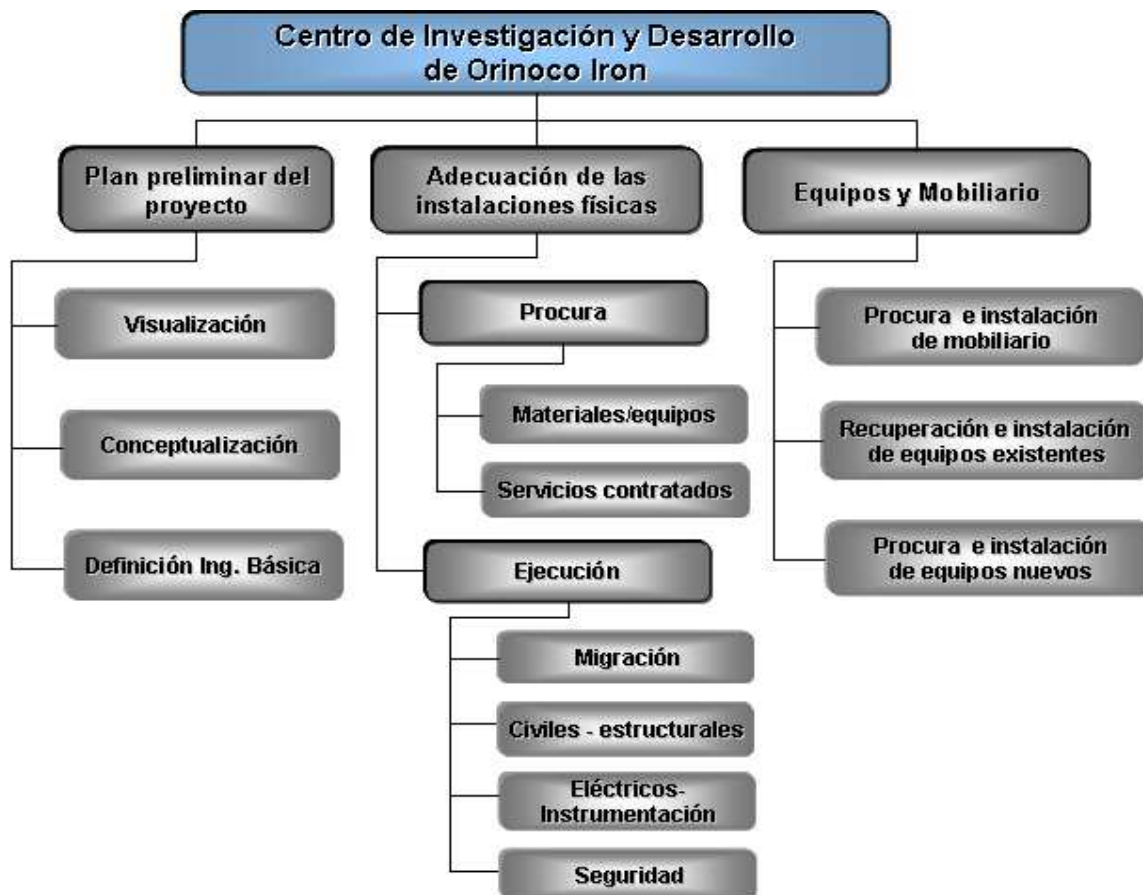 Centro de Investigación y Desarrollo
de Orinoco Iron
Plan preliminar del
proyecto
Visualización
Conceptualización
Definición Ing. Básica
Adecuación de las
instalaciones físicas
Procura
Materiales/equipos
Servicios contratados
Ejecución
Migración
Civiles - estructurales
Eléctricos-
Instrumentación
Seguridad
Equipos y Mobiliario
Procura e instalación
de mobiliario
Recuperación e instalación
de equipos existentes
Procura e instalación
de equipos nuevos